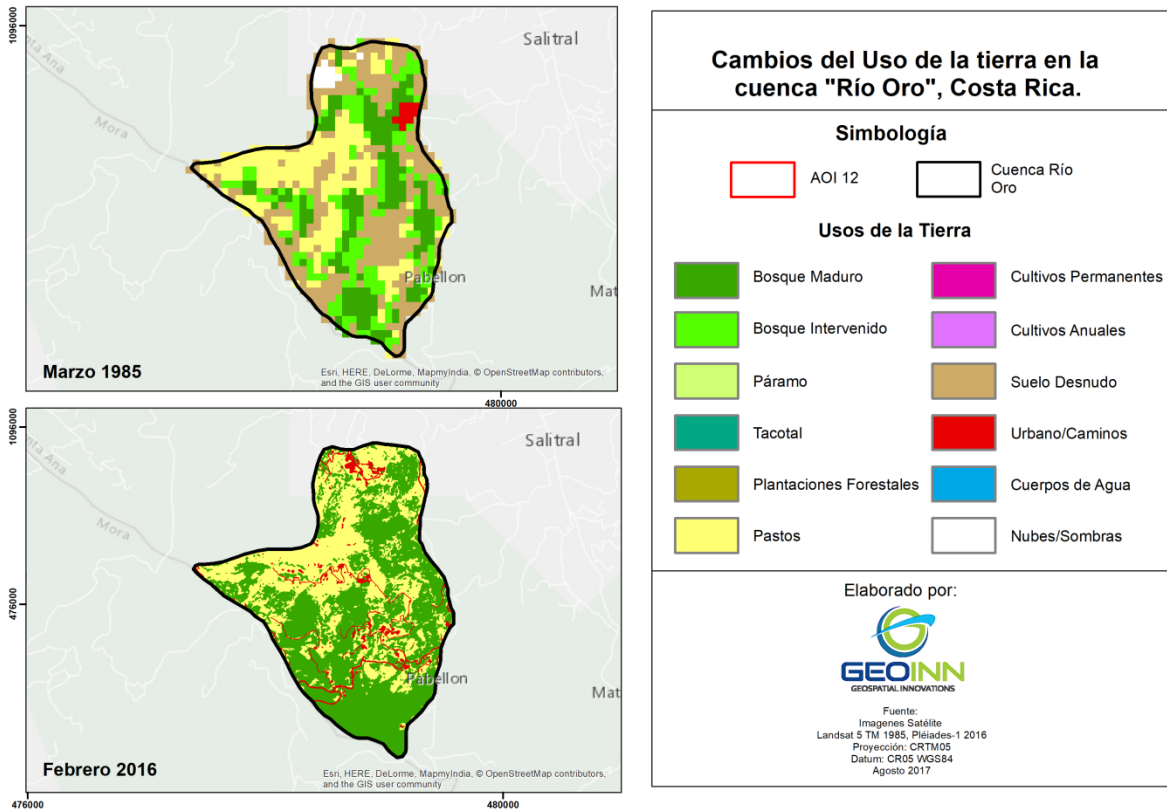 1096000
Salitral
nta Ana
Mora
Pabellon
Mat
Marzo 1985
Esri, HERE, DeLorme, MapmyIndia, © OpenStreetMap contributors,
and the GIS user community
480000
1096000
Salitral
nta Ana
Mora
476000
Pabellon
Mat
Febrero 2016
Esri, HERE, DeLorme, MapmyIndia, © OpenStreetMap contributors,
and the GIS user community
476000
480000
Cambios del Uso de la tierra en la
cuenca "Río Oro", Costa Rica.
Simbología
AOI 12
Cuenca Río
Oro
Usos de la Tierra
Bosque Maduro
Cultivos Permanentes
Bosque Intervenido
Cultivos Anuales
Páramo
Suelo Desnudo
Tacotal
Urbano/Caminos
Plantaciones Forestales
Cuerpos de Agua
Pastos
Nubes/Sombras
Elaborado por:
GEOINN
GEOSPATIAL INNOVATIONS
Fuente:
Imagenes Satélite
Landsat 5 TM 1985, Pléiades-1 2016
Proyección: CRTM05
Datum: CR05 WGS84
Agosto 2017